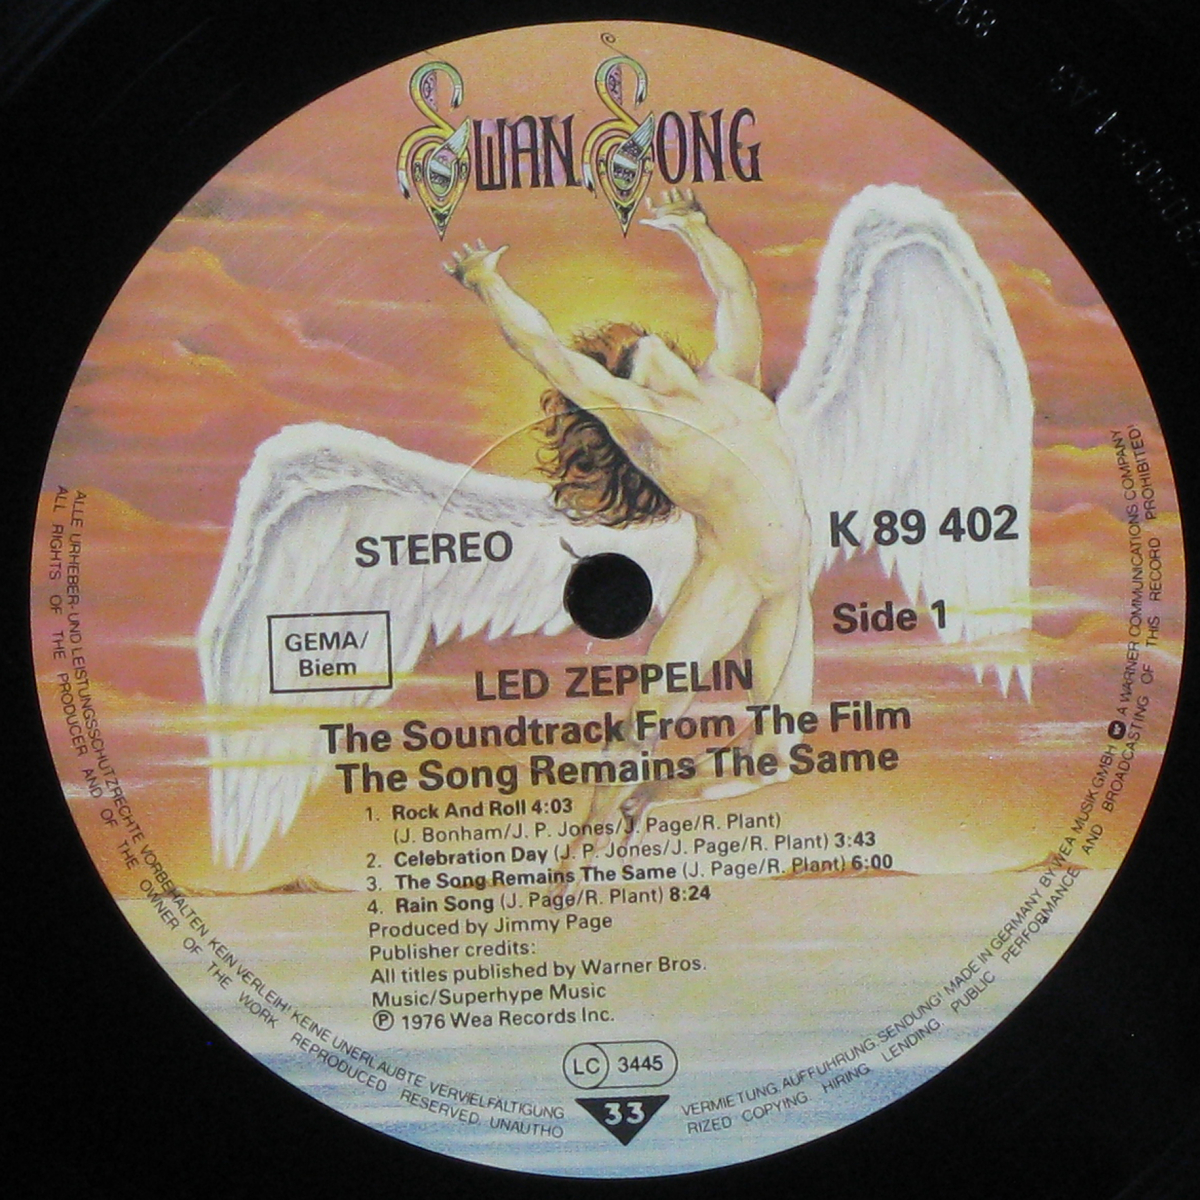 SWAN SONG
STEREO
K 89 402
GEMA/
Biem
Side 1
LED ZEPPELIN
The Soundtrack From The Film
The Song Remains The Same
1. Rock And Roll 4:03
(J. Bonham/J. P. Jones/J. Page/R. Plant)
2. Celebration Day (J. P. Jones/J. Page/R. Plant) 3:43
3. The Song Remains The Same (J. Page/R. Plant) 6:00
4. Rain Song (J. Page/R. Plant) 8:24
Produced by Jimmy Page
Publisher credits:
All titles published by Warner Bros.
Music/Superhype Music
Ⓟ 1976 Wea Records Inc.
LC 3445
33
ALLE URHEBER- UND LEISTUNGSSCHUTZRECHTE VORBEHALTEN KEIN VERLEIH! KEINE UNERLAUBTE VERVIELFÄLTIGUNG VERMIETUNG, AUFFÜHRUNG, SENDUNG! MADE IN GERMANY BY WEA MUSIK GMBH W A WARNER COMMUNICATIONS COMPANY
ALL RIGHTS OF THE PRODUCER AND OF THE OWNER OF THE WORK REPRODUCED RESERVED, UNAUTHORIZED COPYING, HIRING, LENDING, PUBLIC PERFORMANCE AND BROADCASTING OF THIS RECORD PROHIBITED!